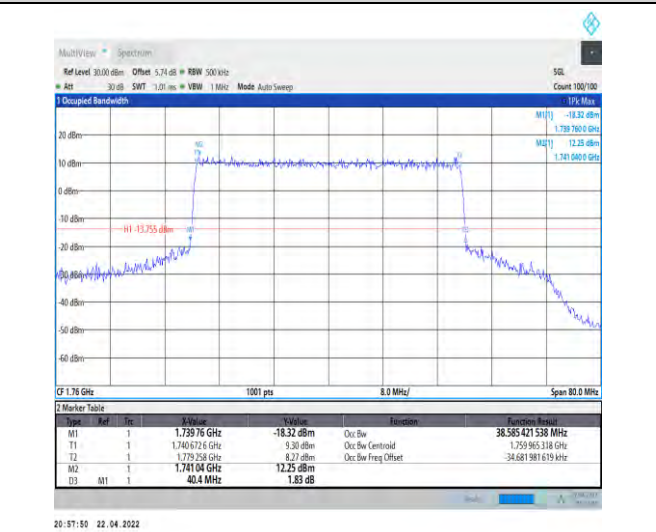 MultiView Spectrum
Ref Level 30.00 dBm Offset 5.74 dB RBW 500 kHz SGL
Att 30 dB SWT 1.01 ms VBW 1 MHz Mode Auto Sweep Count 100/100
1 Occupied Bandwidth 1Pk Max
M1[1] -18.32 dBm
1.739 760 0 GHz
M2[1] 12.25 dBm
1.741 040 0 GHz
20 dBm
M2
10 dBm
0 dBm
-10 dBm
H1 -13.755 dBm
-20 dBm
-30 dBm
-40 dBm
-50 dBm
-60 dBm
CF 1.76 GHz 1001 pts 8.0 MHz/ Span 80.0 MHz
2 Marker Table
Type Ref Trc X-Value Y-Value Function Function Result
M1 1 1.739 76 GHz -18.32 dBm Occ Bw 38.585 421 538 MHz
T1 1 1.740 672 6 GHz 9.30 dBm Occ Bw Centroid 1.759 965 318 GHz
T2 1 1.779 258 GHz 8.27 dBm Occ Bw Freq Offset -34.681 981 619 kHz
M2 1 1.741 04 GHz 12.25 dBm
D3 M1 1 40.4 MHz 1.83 dB
20:57:50 22.04.2022